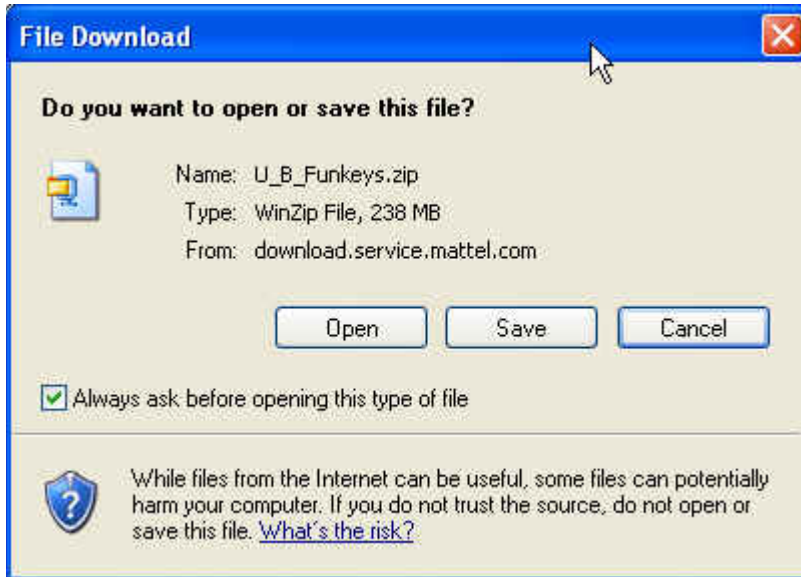 File Download
Do you want to open or save this file?
Name: U_B_Funkeys.zip
Type: WinZip File, 238 MB
From: download.service.mattel.com
Open Save Cancel
Always ask before opening this type of file
While files from the Internet can be useful, some files can potentially
harm your computer. If you do not trust the source, do not open or
save this file. What's the risk?